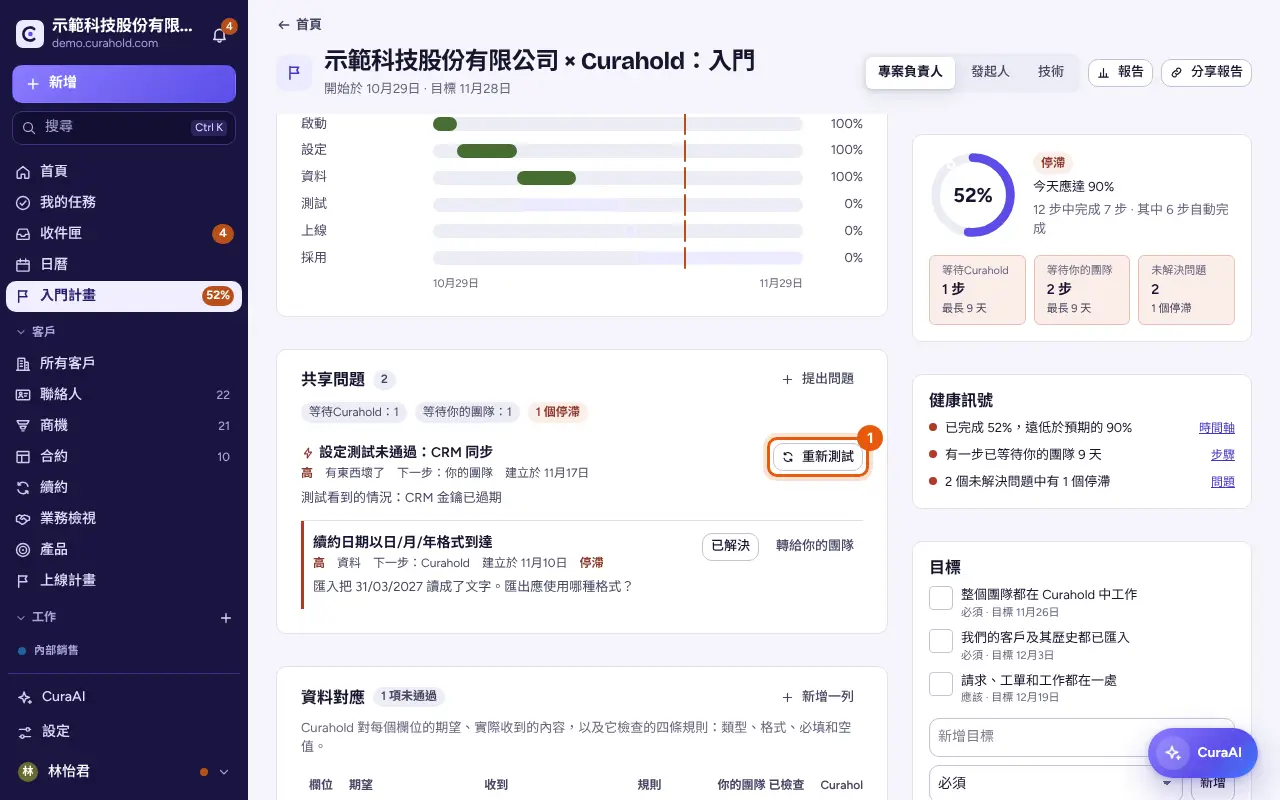 示範科技股份有限...
demo.curahold.com
4
新增
搜尋
Ctrl K
首頁
我的任務
收件匣
4
日曆
入門計畫
52%
客戶
所有客戶
聯絡人
22
商機
21
合約
10
續約
業務檢視
產品
上線計畫
工作
內部銷售
CuraAI
設定
林
林怡君
首頁
示範科技股份有限公司 × Curahold：入門
開始於 10月29日 · 目標 11月28日
專案負責人
發起人
技術
報告
分享報告
啟動
100%
設定
100%
資料
100%
測試
0%
上線
0%
採用
0%
10月29日
11月29日
共享問題
2
提出問題
等待Curahold：1
等待你的團隊：1
1 個停滯
設定測試未通過：CRM 同步
高 有東西壞了 下一步：你的團隊 建立於 11月17日
測試看到的情況：CRM 金鑰已過期
重新測試
1
續約日期以日/月/年格式到達
高 資料 下一步：Curahold 建立於 11月10日 停滯
匯入把 31/03/2027 讀成了文字。匯出應使用哪種格式？
已解決
轉給你的團隊
資料對應
1 項未通過
新增一列
Curahold 對每個欄位的期望、實際收到的內容，以及它檢查的四條規則：類型、格式、必填和空
值。
欄位 期望 收到 規則 你的團隊 已檢查 Curahol
52%
停滯
今天應達 90%
12 步中完成 7 步 · 其中 6 步自動完
成
等待Curahold
1 步
最長 9 天
等待你的團隊
2 步
最長 9 天
未解決問題
2
1 個停滯
健康訊號
已完成 52%，遠低於預期的 90%
時間軸
有一步已等待你的團隊 9 天
步驟
2 個未解決問題中有 1 個停滯
問題
目標
整個團隊都在 Curahold 中工作
必須 · 目標 11月26日
我們的客戶及其歷史都已匯入
必須 · 目標 12月3日
請求、工單和工作都在一處
應該 · 目標 12月19日
新增目標
必須
新增
CuraAI